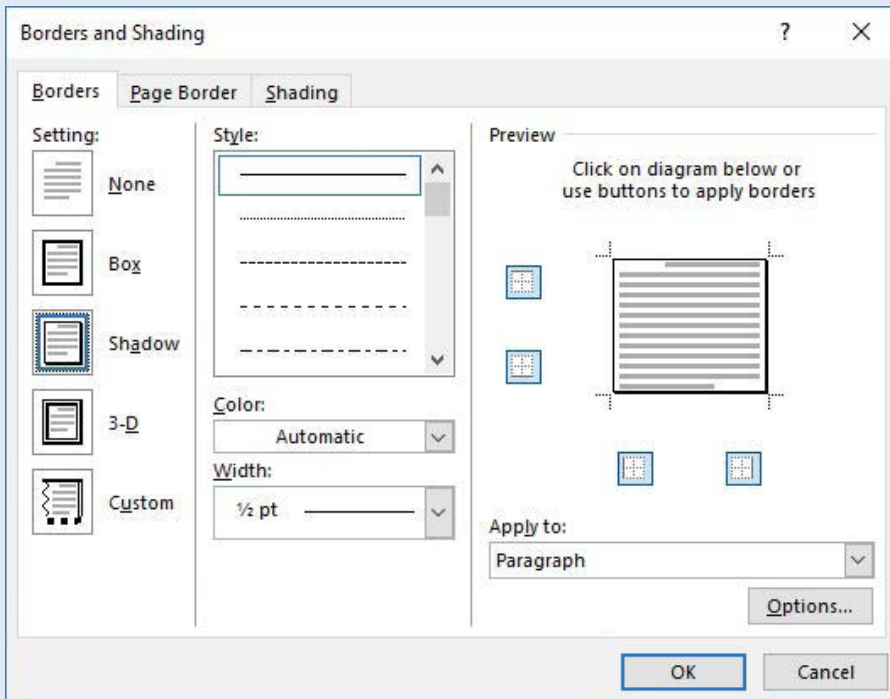 Borders and Shading
?
Borders
Page Border
Shading
Setting:
None
Box
Shadow
3-D
Custom
Style:
Color:
Automatic
Width:
½ pt
Preview
Click on diagram below or
use buttons to apply borders
Apply to:
Paragraph
Options...
OK
Cancel